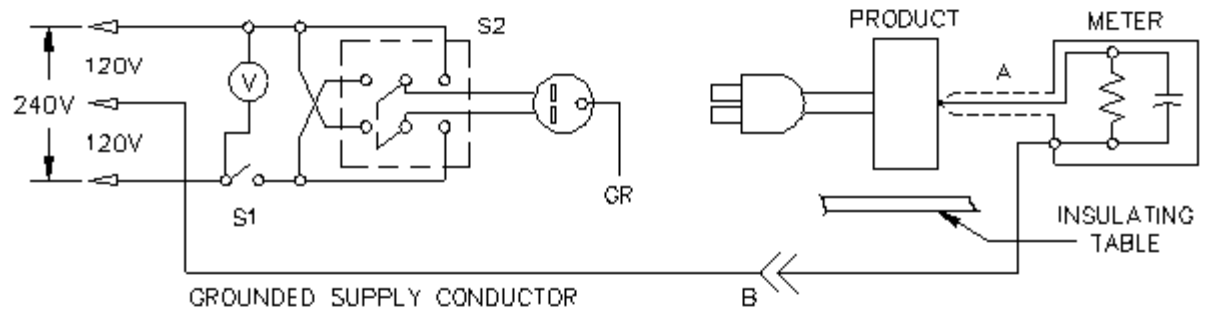 S2
PRODUCT
METER
120V
V
A
240V
120V
GR
S1
INSULATING
TABLE
GROUNDED SUPPLY CONDUCTOR
B